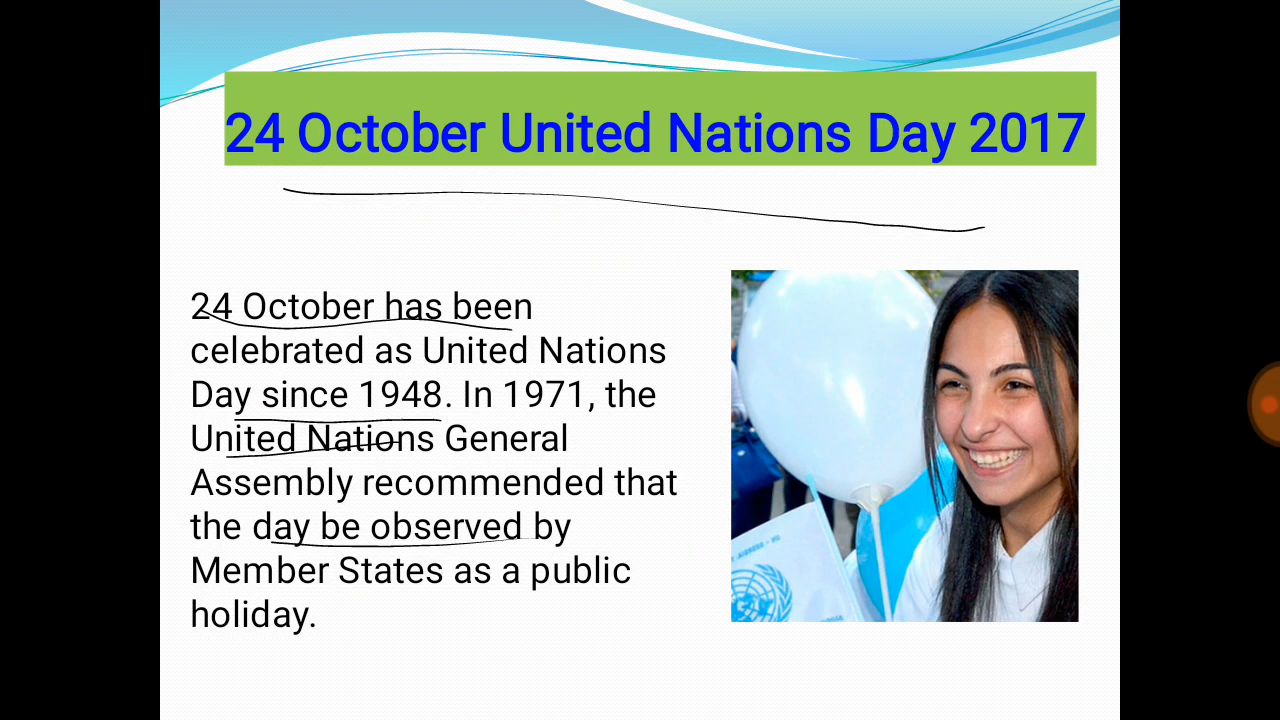 24 October United Nations Day 2017
24 October has been
celebrated as United Nations
Day since 1948. In 1971, the
United Nations General
Assembly recommended that
the day be observed by
Member States as a public
holiday.